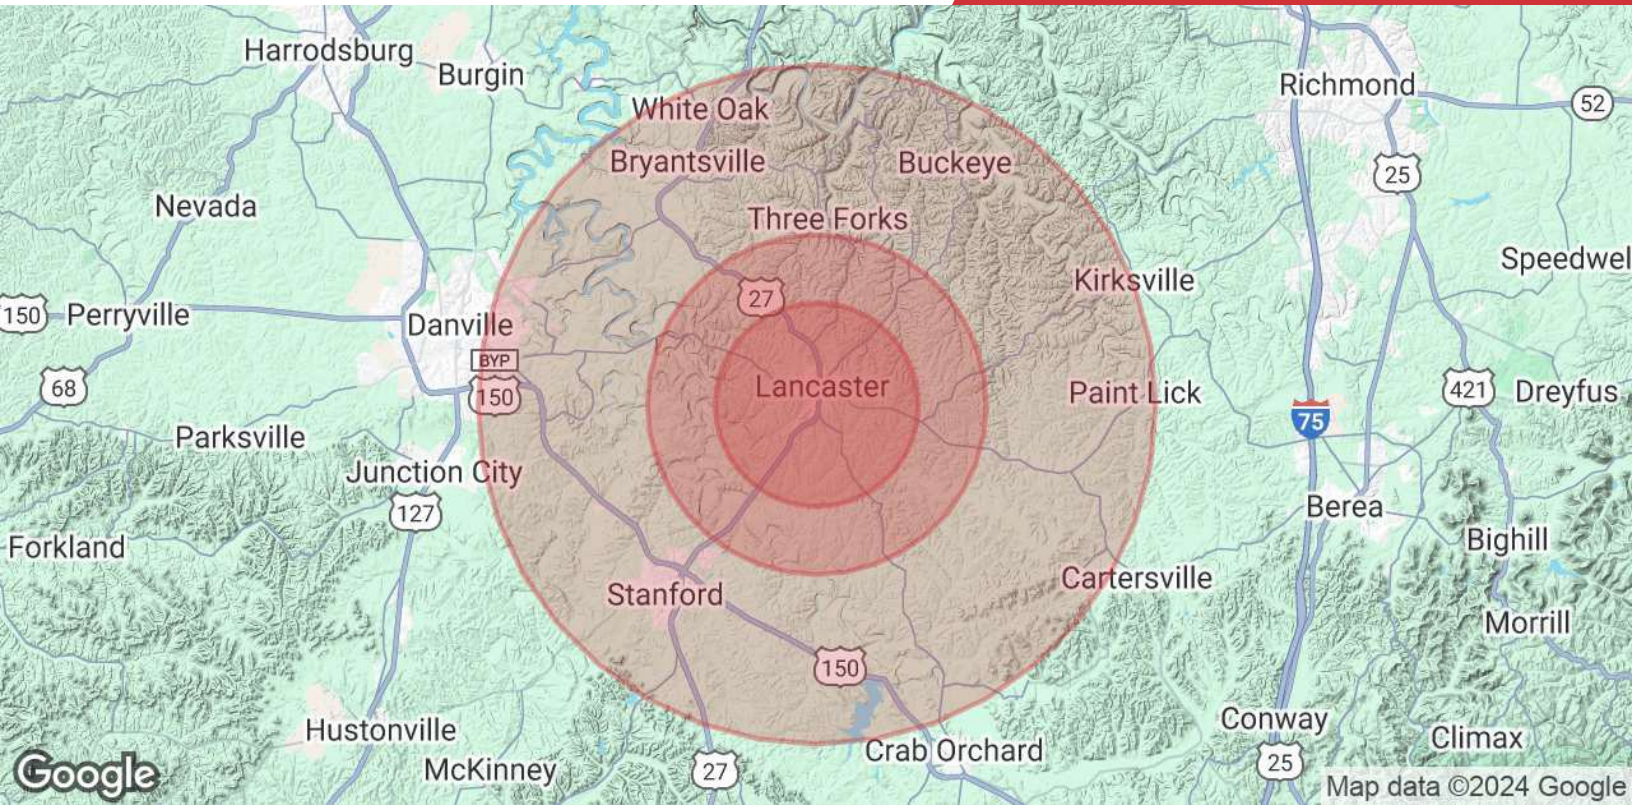 Harrodsburg
Burgin
Richmond
52
White Oak
Bryantsville
Buckeye
25
Nevada
Three Forks
Speedwel
Kirksville
27
150
Perryville
Danville
BYP
68
150
Lancaster
Paint Lick
421
Dreyfus
75
Parksville
Junction City
127
Berea
Forkland
Bighill
Cartersville
Stanford
Morrill
150
Hustonville
Conway
Climax
Crab Orchard
McKinney
27
25
Google
Map data ©2024 Google